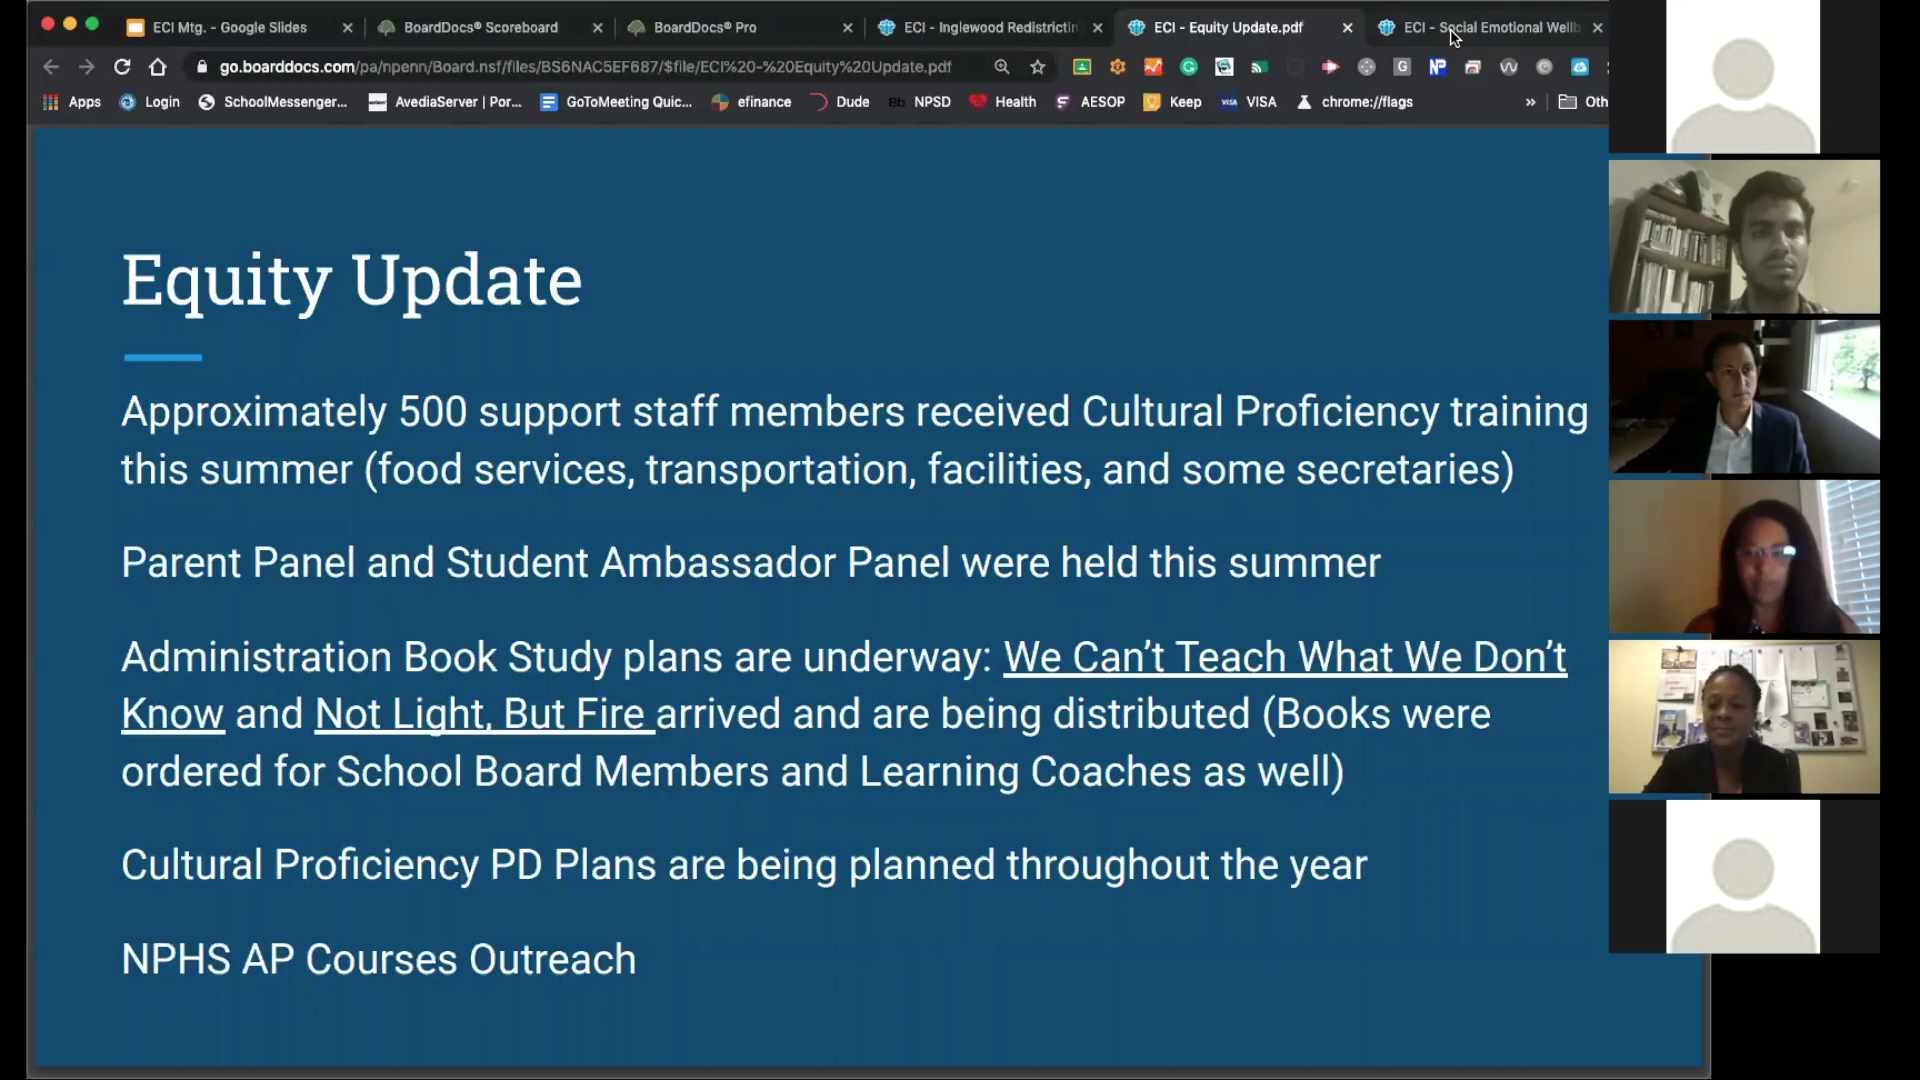 ECI Mtg. - Google Slides
BoardDocs® Scoreboard
BoardDocs® Pro
ECI - Inglewood Redistrictin
ECI - Equity Update.pdf
ECI - Social Emotional Wellb
go.boarddocs.com/pa/npenn/Board.nsf/files/BS6NAC5EF687/$file/ECI%20-%20Equity%20Update.pdf
Apps
Login
SchoolMessenger...
AvediaServer | Por...
GoToMeeting Quic...
efinance
Dude
Bb NPSD
Health
AESOP
Keep
VISA VISA
chrome://flags
»
Oth
Equity Update
Approximately 500 support staff members received Cultural Proficiency training
this summer (food services, transportation, facilities, and some secretaries)
Parent Panel and Student Ambassador Panel were held this summer
Administration Book Study plans are underway: We Can’t Teach What We Don’t
Know and Not Light, But Fire arrived and are being distributed (Books were
ordered for School Board Members and Learning Coaches as well)
Cultural Proficiency PD Plans are being planned throughout the year
NPHS AP Courses Outreach